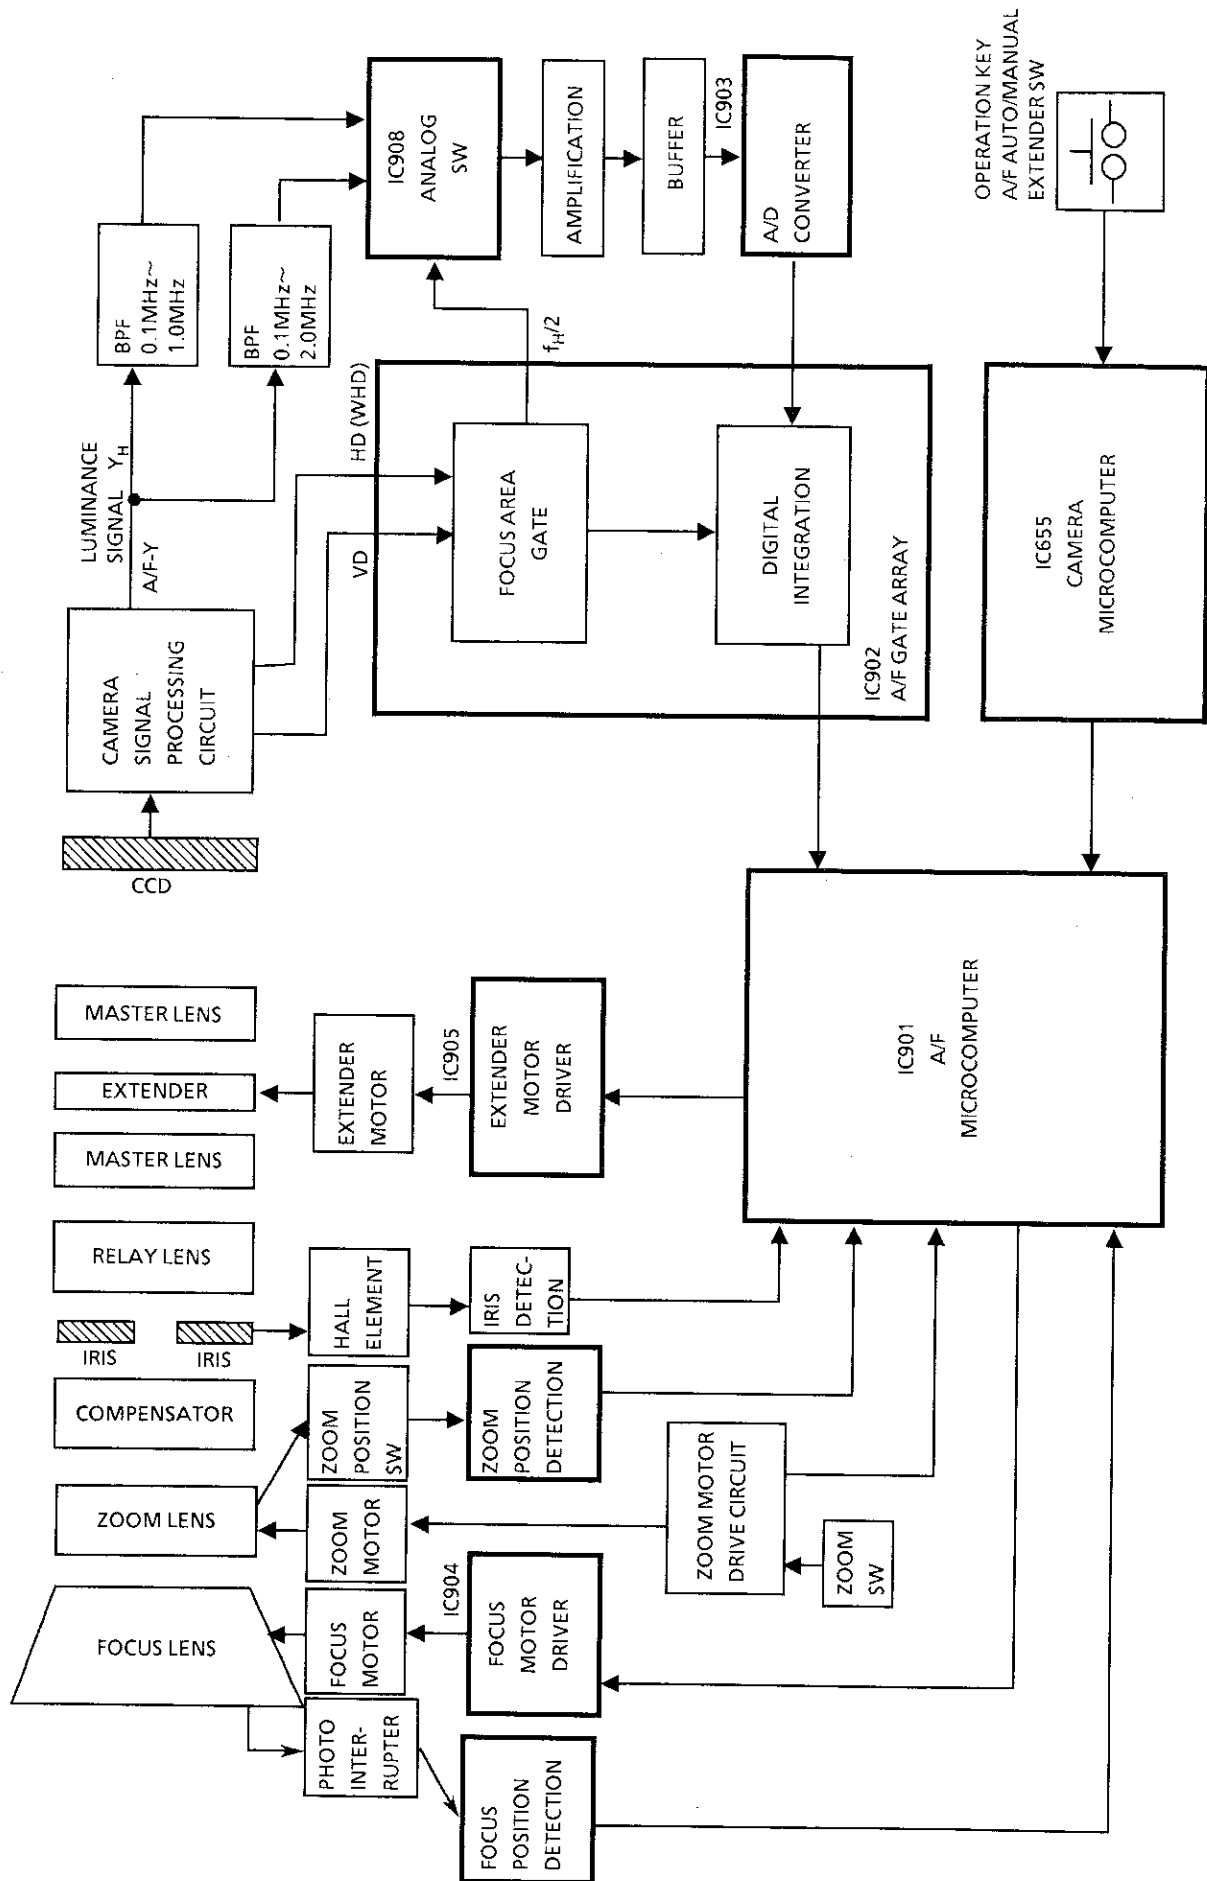 FOCUS LENS
ZOOM LENS
COMPENSATOR
IRIS
IRIS
RELAY LENS
MASTER LENS
EXTENDER
MASTER LENS
CCD
CAMERA
SIGNAL
PROCESSING
CIRCUIT
LUMINANCE
SIGNAL Y_H
A/F-Y
BPF
0.1MHz~
1.0MHz
BPF
0.1MHz~
2.0MHz
VD
HD (WHD)
f_H/2
IC908
ANALOG
SW
AMPLIFICATION
BUFFER
IC903
A/D
CONVERTER
FOCUS AREA
GATE
DIGITAL
INTEGRATION
IC902
A/F GATE ARRAY
PHOTO
INTER-
RUPTER
FOCUS
MOTOR
ZOOM
MOTOR
ZOOM
POSITION
SW
HALL
ELEMENT
EXTENDER
MOTOR
IC904
IC905
FOCUS
POSITION
DETECTION
FOCUS
MOTOR
DRIVER
ZOOM
POSITION
DETECTION
IRIS
DETEC-
TION
EXTENDER
MOTOR
DRIVER
ZOOM MOTOR
DRIVE CIRCUIT
ZOOM
SW
IC901
A/F
MICROCOMPUTER
IC655
CAMERA
MICROCOMPUTER
OPERATION KEY
A/F AUTO/MANUAL
EXTENDER SW